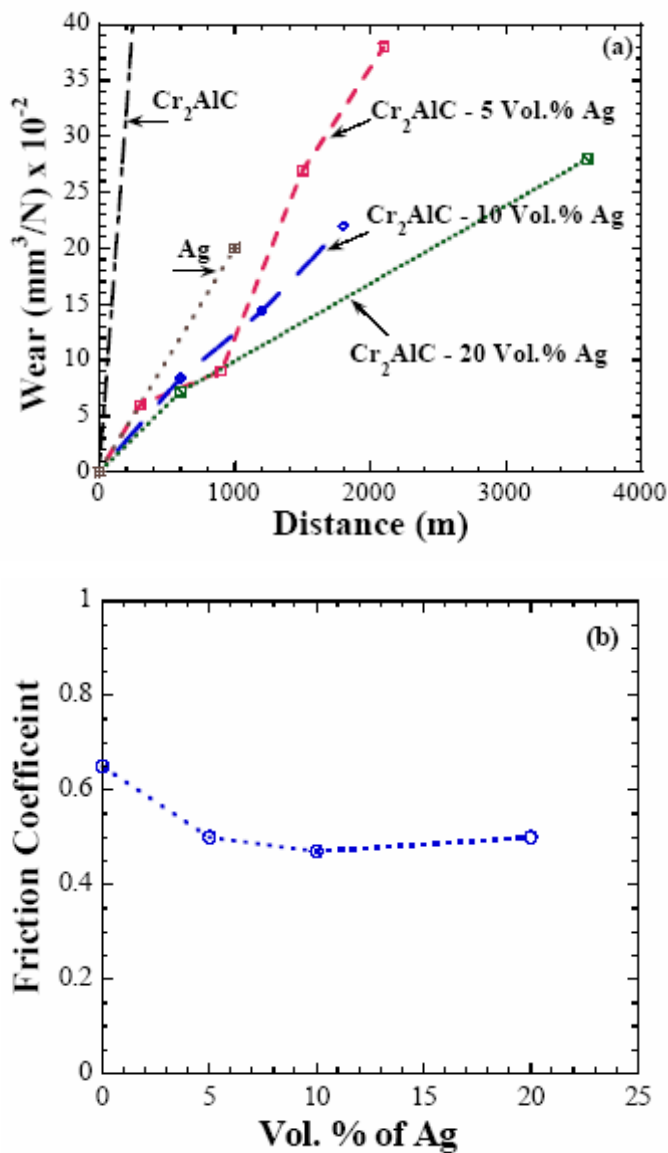 40
(a)
35
Cr₂AlC
Cr₂AlC - 5 Vol.% Ag
30
25
Cr₂AlC - 10 Vol.% Ag
Ag
20
15
Cr₂AlC - 20 Vol.% Ag
10
5
0
0 1000 2000 3000 4000
Wear (mm³/N) x 10⁻²
Distance (m)
1
(b)
0.8
0.6
0.4
0.2
0
0 5 10 15 20 25
Friction Coefficeint
Vol. % of Ag